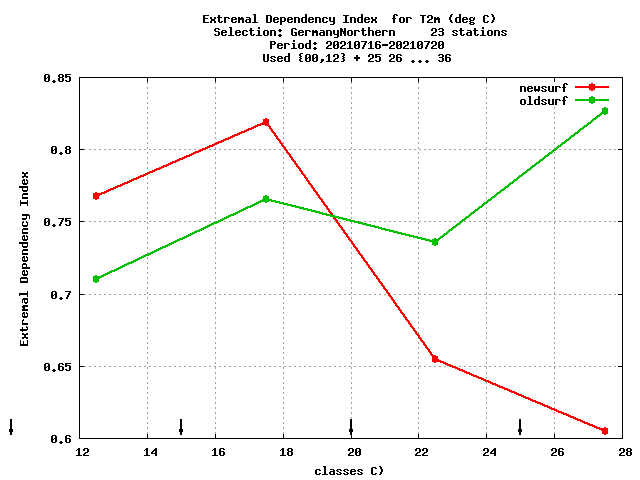 Extremal Dependency Index  for T2m (deg C)
Selection: GermanyNorthern     23 stations
Period: 20210716-20210720
Used {00,12} + 25 26 ... 36
newsurf
oldsurf
Extremal Dependency Index
0.85
0.8
0.75
0.7
0.65
0.6
12 14 16 18 20 22 24 26 28
classes C)